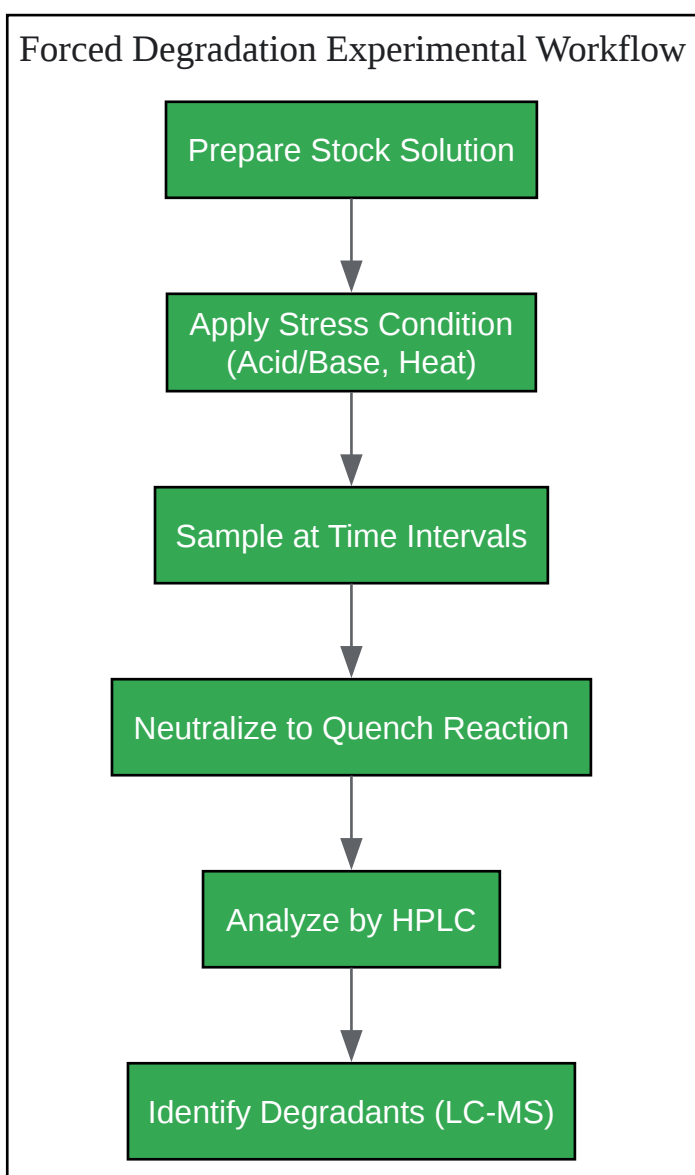 Forced Degradation Experimental Workflow
Prepare Stock Solution
Apply Stress Condition
(Acid/Base, Heat)
Sample at Time Intervals
Neutralize to Quench Reaction
Analyze by HPLC
Identify Degradants (LC-MS)